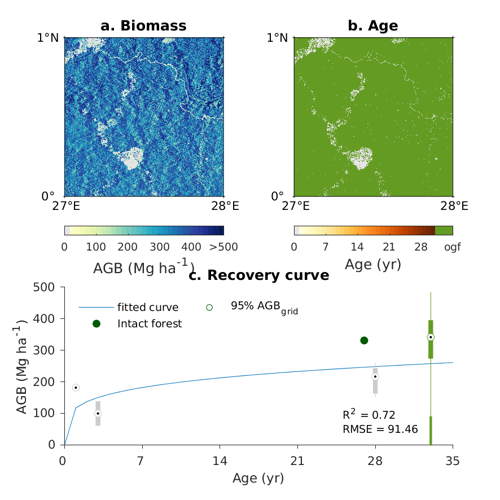 a. Biomass
b. Age
1°N
1°N
0°
0°
27°E
28°E
27°E
28°E
0 100 200 300 400 >500
0 7 14 21 28 ogf
AGB (Mg ha⁻¹)
Age (yr)
c. Recovery curve
500
400
300
200
100
0
AGB (Mg ha⁻¹)
fitted curve
95% AGB_grid
Intact forest
R² = 0.72
RMSE = 91.46
0 7 14 21 28 35
Age (yr)